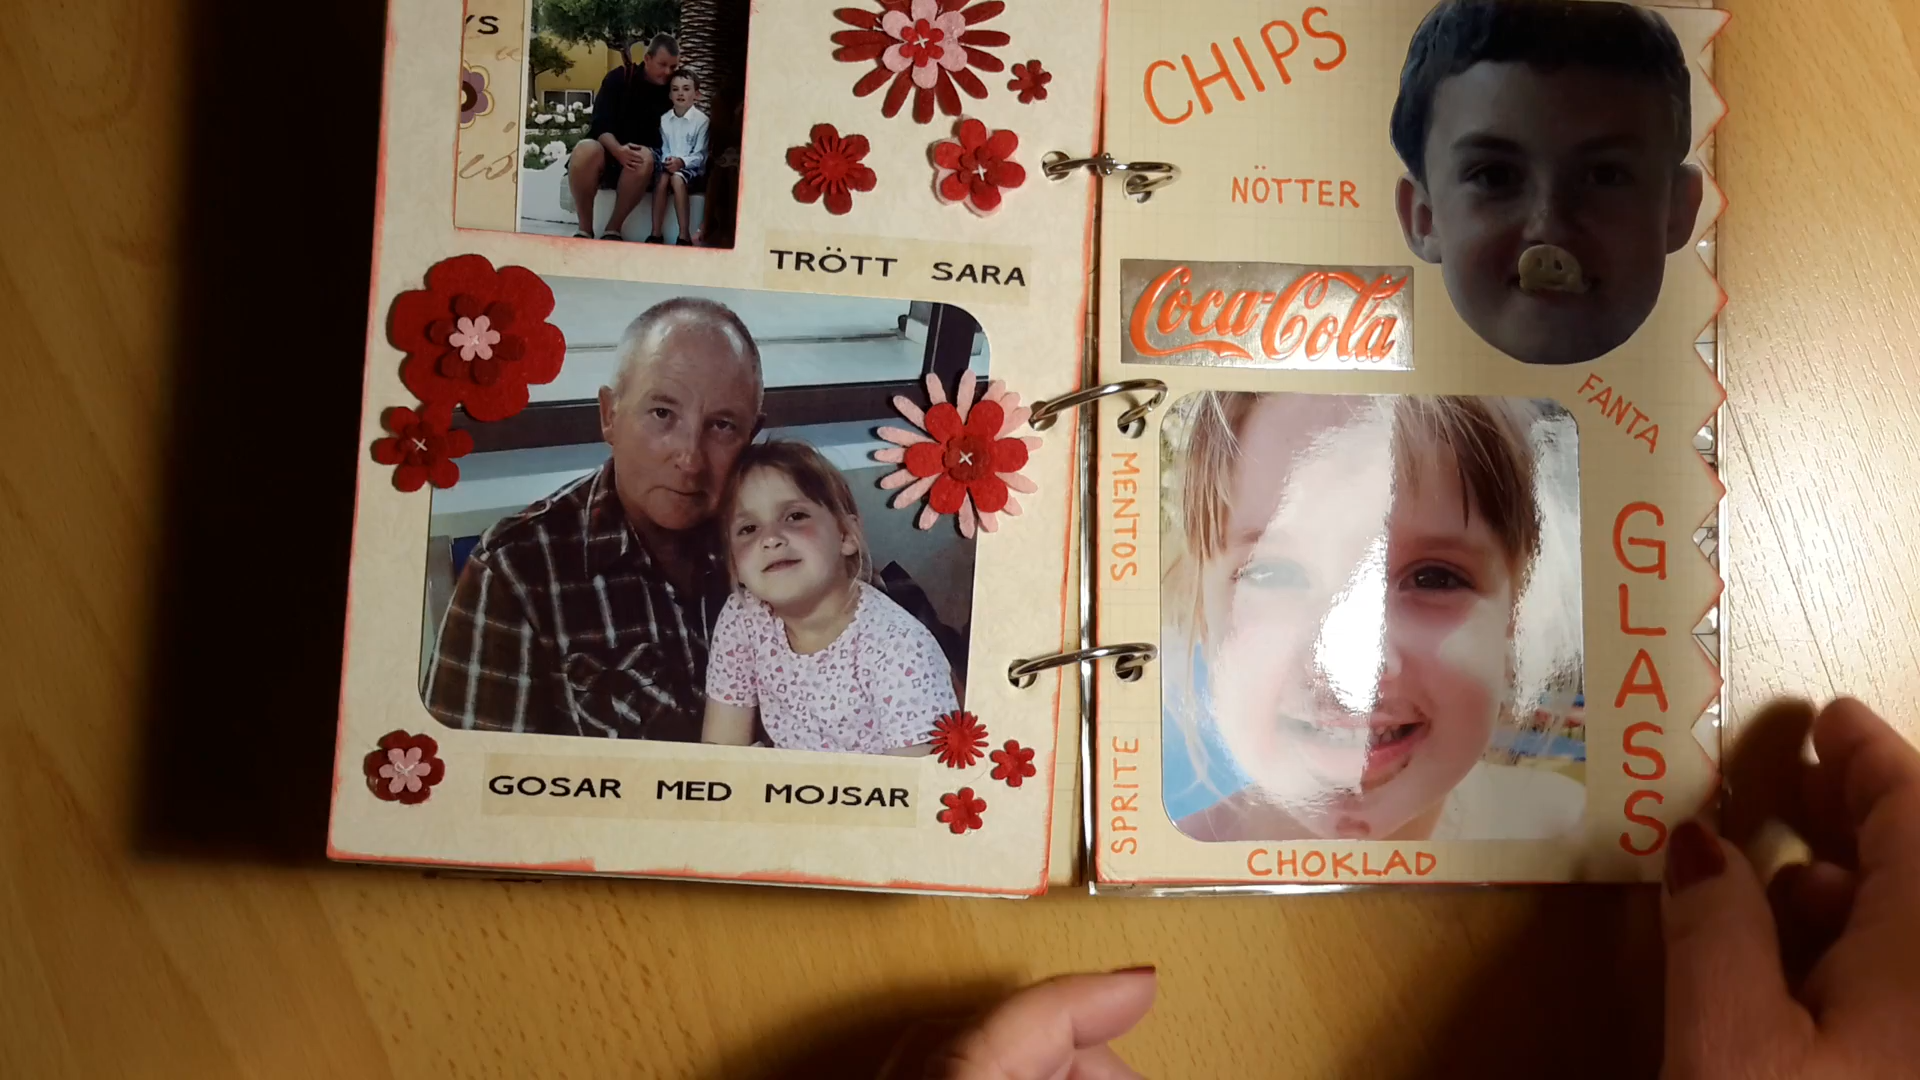 TRÖTT SARA
GOSAR MED MOJSAR
CHIPS
NÖTTER
Coca-Cola
FANTA
MENTOS
GLASS
SPRITE
CHOKLAD